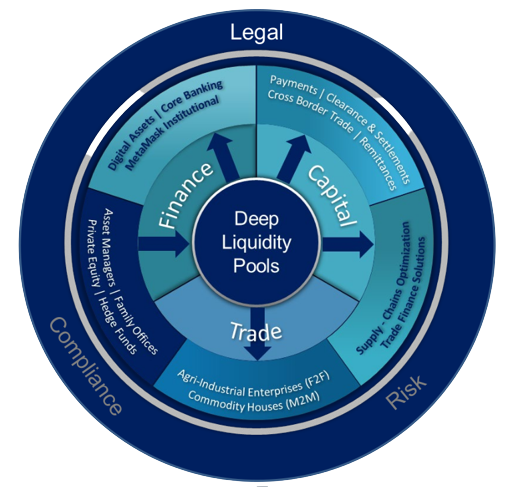 Legal
Digital Assets | Core Banking
MetaMask Institutional
Payments | Clearance & Settlements
Cross Border Trade | Remittances
Finance
Capital
Deep
Liquidity
Pools
Asset Managers | Family Offices
Private Equity | Hedge Funds
Supply - Chains Optimization
Trade Finance Solutions
Trade
Agri-Industrial Enterprises (F2F)
Commodity Houses (M2M)
Compliance
Risk